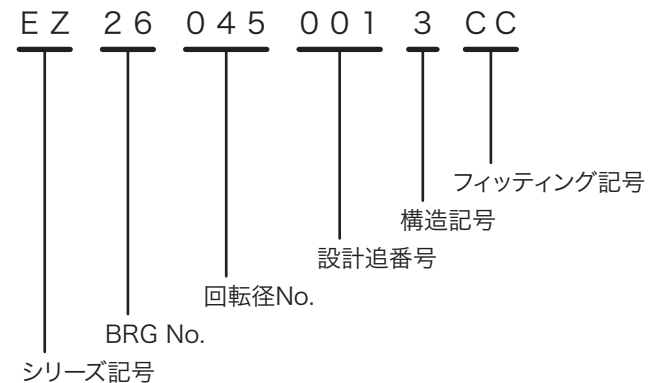 EZ 26 045 001 3 CC
フィッティング記号
構造記号
設計追番号
回転径No.
BRG No.
シリーズ記号